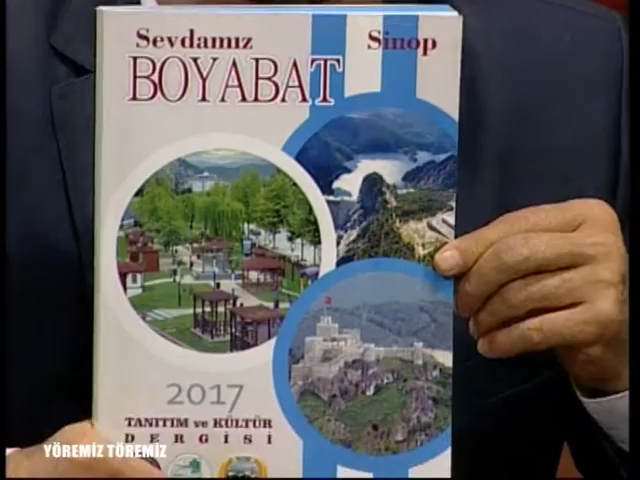 Sevdamız
Sinop
BOYABAT
2017
TANITIM ve KÜLTÜR
DERGİSİ
YÖREMİZ TÖREMİZ